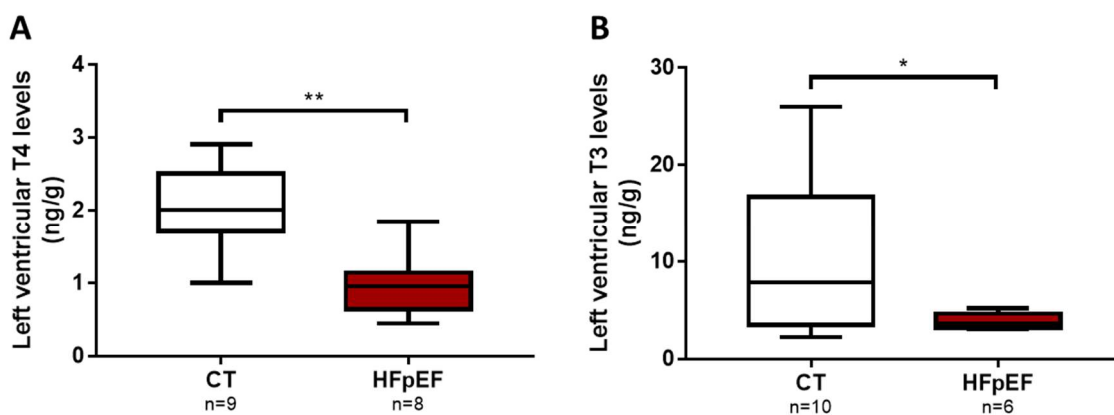 A
Left ventricular T4 levels
(ng/g)
4
3
2
1
0
**
CT
n=9
HFpEF
n=8
B
Left ventricular T3 levels
(ng/g)
30
20
10
0
*
CT
n=10
HFpEF
n=6